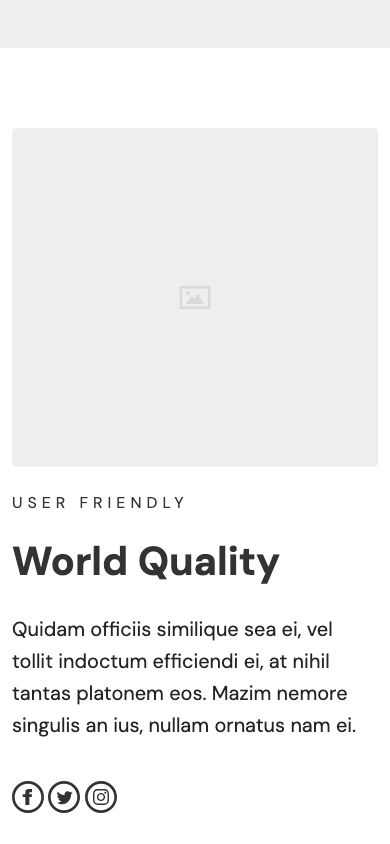 USER FRIENDLY
World Quality
Quidam officiis similique sea ei, vel
tollit indoctum efficiendi ei, at nihil
tantas platonem eos. Mazim nemore
singulis an ius, nullam ornatus nam ei.